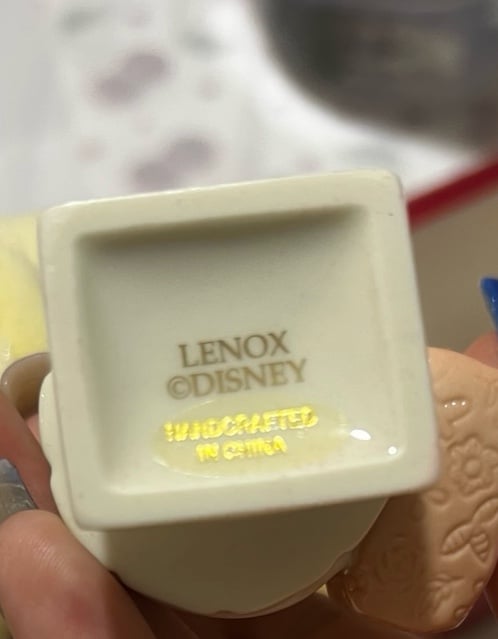 LENOX
©DISNEY
HANDCRAFTED
IN CHINA